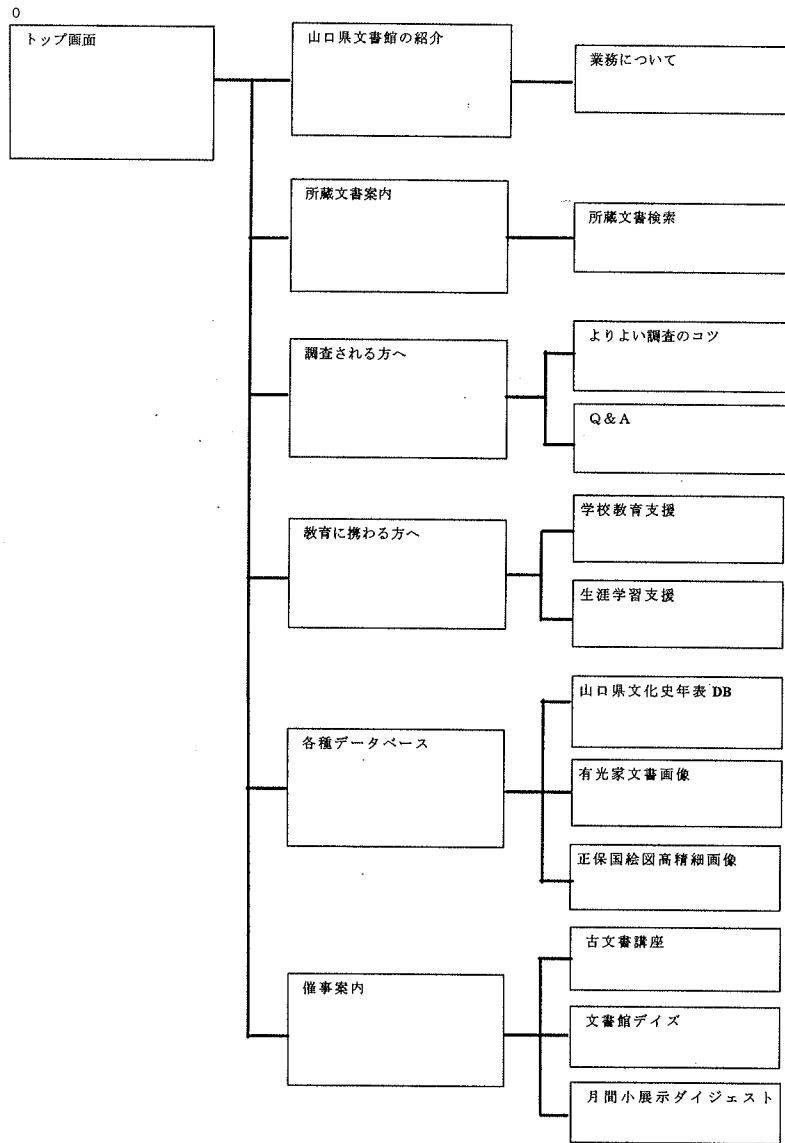 0
トップ画面
山口県文書館の紹介
業務について
所蔵文書案内
所蔵文書検索
調査される方へ
よりよい調査のコツ
Q&A
教育に携わる方へ
学校教育支援
生涯学習支援
各種データベース
山口県文化史年表DB
有光家文書画像
正保国絵図高精細画像
催事案内
古文書講座
文書館デイズ
月間小展示ダイジェスト